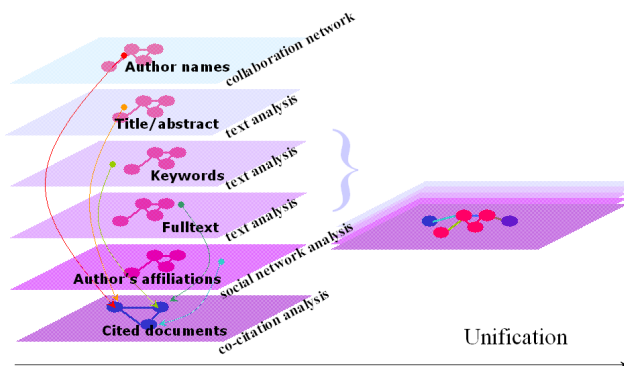 Author names
collaboration network
Title/abstract
text analysis
Keywords
text analysis
Fulltext
text analysis
Author's affiliations
social network analysis
Cited documents
co-citation analysis
}
Unification